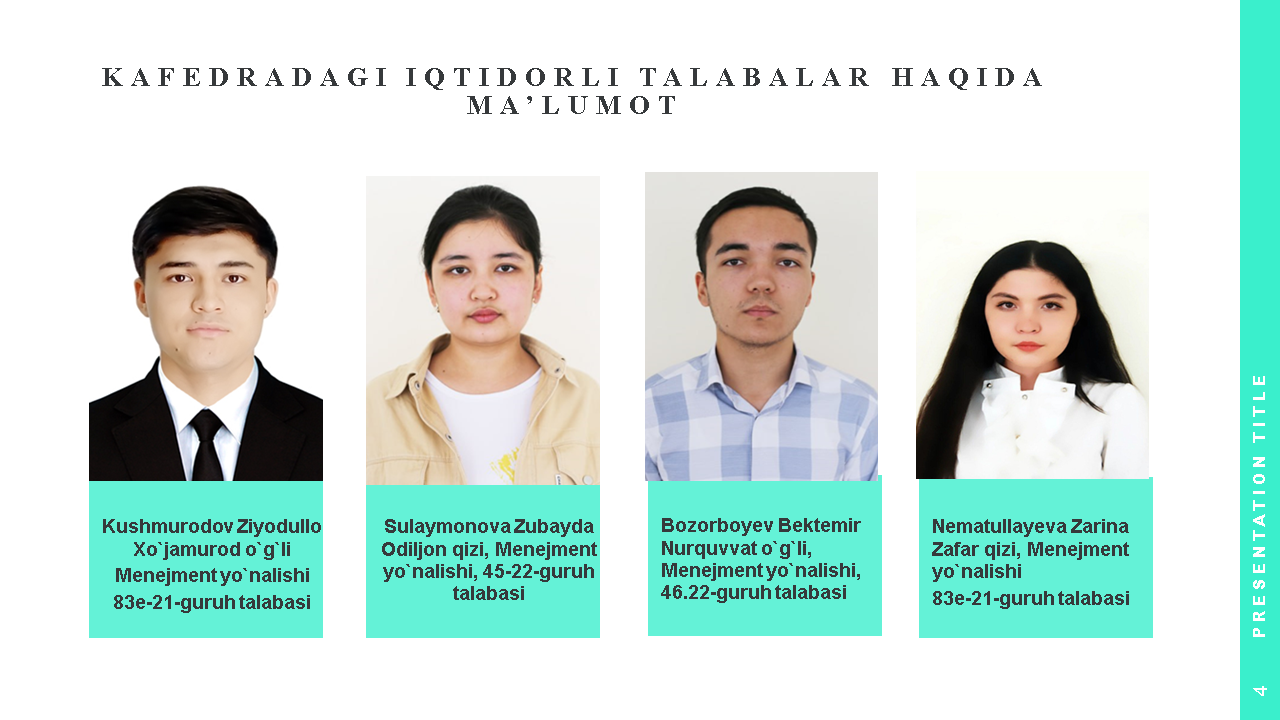 KAFEDRADAGI IQTIDORLI TALABALAR HAQIDA
MA’LUMOT
Kushmurodov Ziyodullo
Xo`jamurod o`g`li
Menejment yo`nalishi
83e-21-guruh talabasi
Sulaymonova Zubayda
Odiljon qizi, Menejment
yo`nalishi, 45-22-guruh
talabasi
Bozorboyev Bektemir
Nurquvvat o`g`li,
Menejment yo`nalishi,
46.22-guruh talabasi
Nematullayeva Zarina
Zafar qizi, Menejment
yo`nalishi
83e-21-guruh talabasi
PRESENTATION TITLE
4